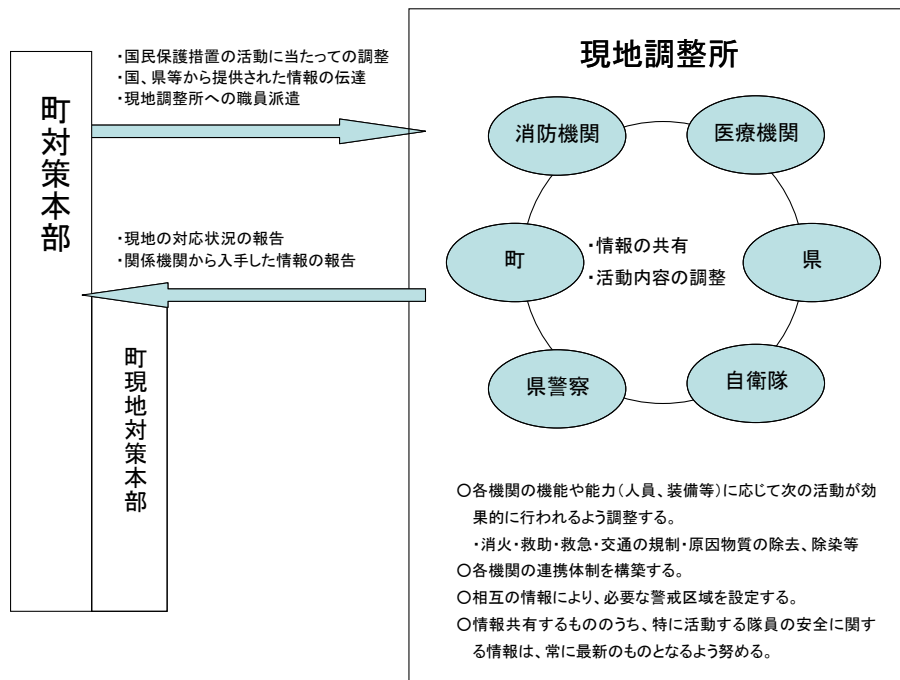 町対策本部
・国民保護措置の活動に当たっての調整
・国、県等から提供された情報の伝達
・現地調整所への職員派遣
・現地の対応状況の報告
・関係機関から入手した情報の報告
町現地対策本部
現地調整所
消防機関
医療機関
町
・情報の共有
・活動内容の調整
県
県警察
自衛隊
○各機関の機能や能力（人員、装備等）に応じて次の活動が効
果的に行われるよう調整する。
・消火・救助・救急・交通の規制・原因物質の除去、除染等
○各機関の連携体制を構築する。
○相互の情報により、必要な警戒区域を設定する。
○情報共有するもののうち、特に活動する隊員の安全に関す
る情報は、常に最新のものとなるよう努める。